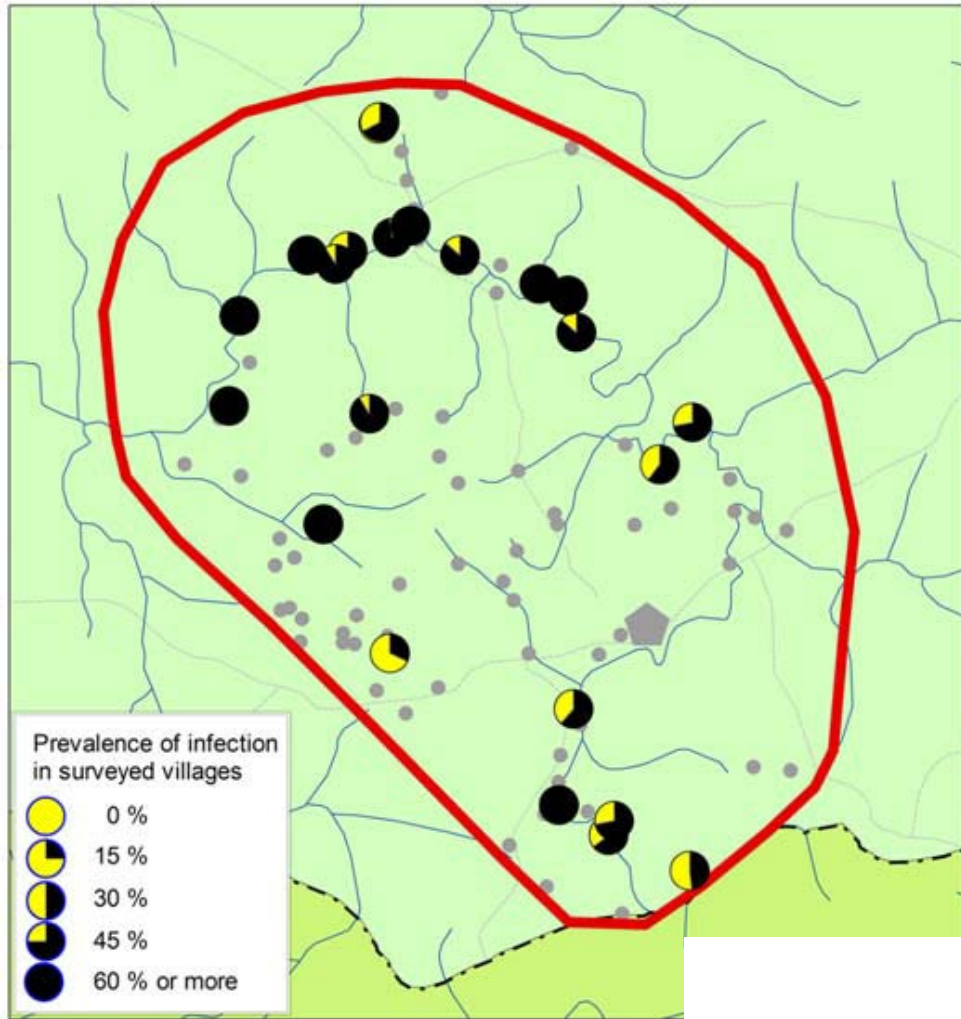 Prevalence of infection
in surveyed villages
0 %
15 %
30 %
45 %
60 % or more